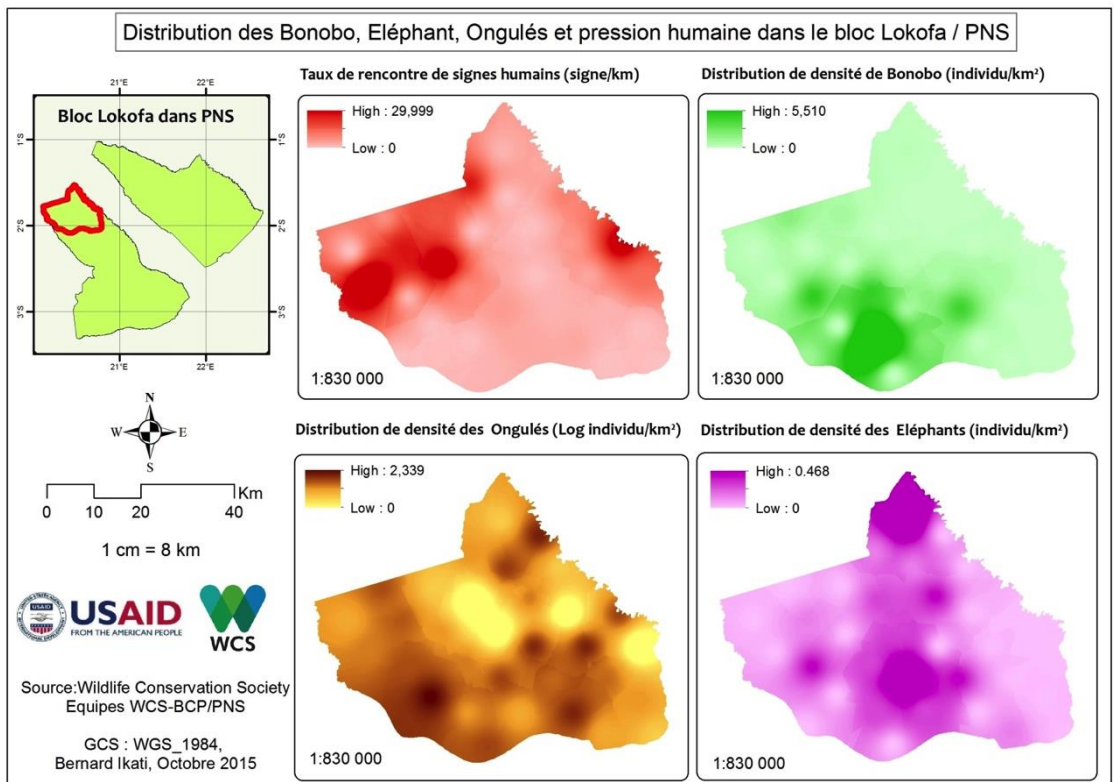 Distribution des Bonobo, Eléphant, Ongulés et pression humaine dans le bloc Lokofa / PNS
21°E
22°E
Bloc Lokofa dans PNS
1°S
1°S
2°S
2°S
3°S
3°S
21°E
22°E
Taux de rencontre de signes humains (signe/km)
High : 29,999
Low : 0
1:830 000
Distribution de densité de Bonobo (individu/km²)
High : 5,510
Low : 0
1:830 000
N
W
E
S
Km
0 10 20 40
1 cm = 8 km
Distribution de densité des Ongulés (Log individu/km²)
High : 2,339
Low : 0
1:830 000
Distribution de densité des Eléphants (individu/km²)
High : 0.468
Low : 0
1:830 000
USAID
FROM THE AMERICAN PEOPLE
WCS
Source:Wildlife Conservation Society
Equipes WCS-BCP/PNS
GCS : WGS_1984,
Bernard Ikati, Octobre 2015